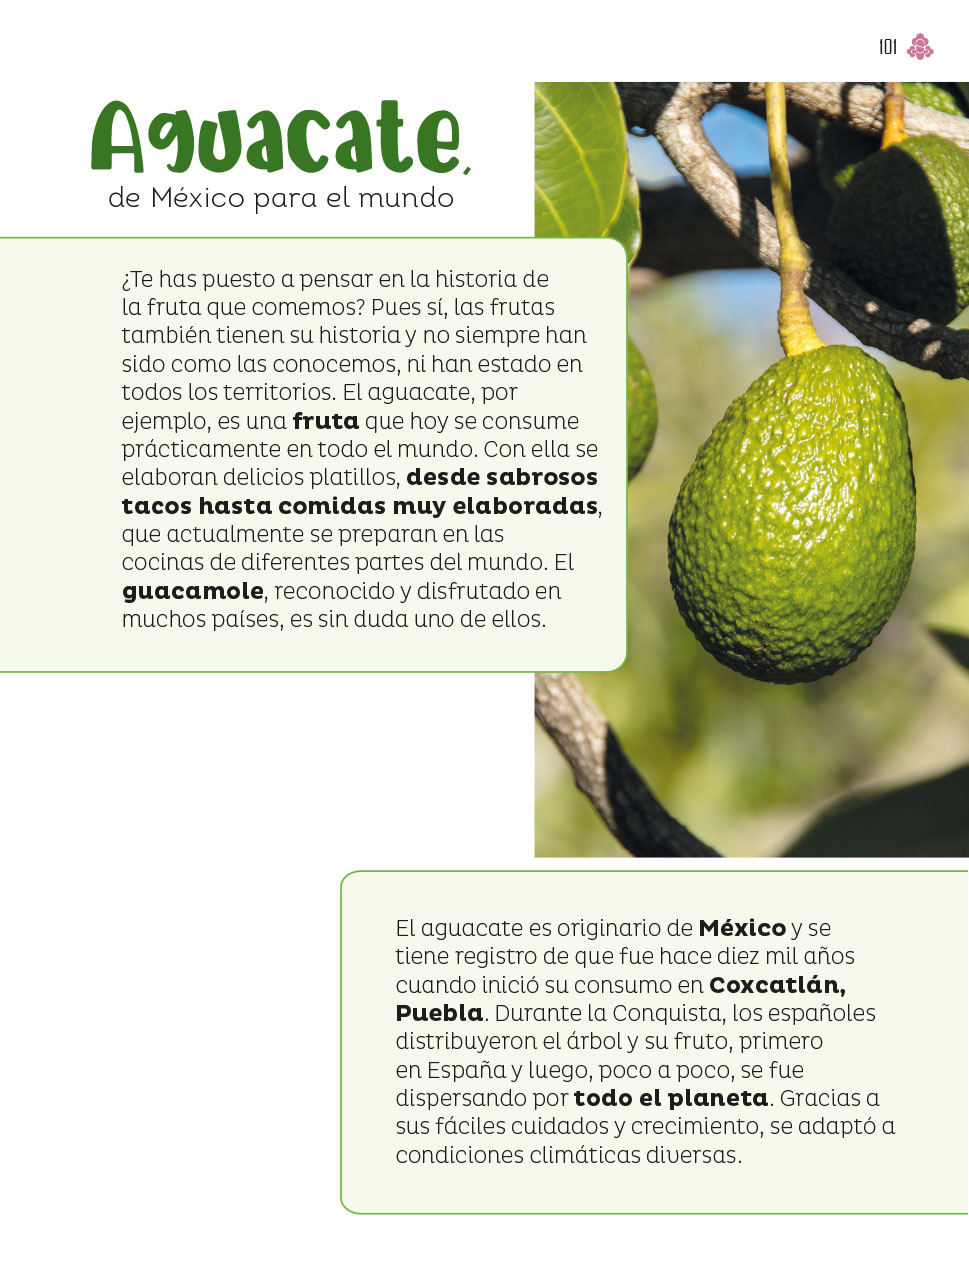 101
Aguacate,
de México para el mundo
¿Te has puesto a pensar en la historia de
la fruta que comemos? Pues sí, las frutas
también tienen su historia y no siempre han
sido como las conocemos, ni han estado en
todos los territorios. El aguacate, por
ejemplo, es una fruta que hoy se consume
prácticamente en todo el mundo. Con ella se
elaboran delicios platillos, desde sabrosos
tacos hasta comidas muy elaboradas,
que actualmente se preparan en las
cocinas de diferentes partes del mundo. El
guacamole, reconocido y disfrutado en
muchos países, es sin duda uno de ellos.
El aguacate es originario de México y se
tiene registro de que fue hace diez mil años
cuando inició su consumo en Coxcatlán,
Puebla. Durante la Conquista, los españoles
distribuyeron el árbol y su fruto, primero
en España y luego, poco a poco, se fue
dispersando por todo el planeta. Gracias a
sus fáciles cuidados y crecimiento, se adaptó a
condiciones climáticas diversas.